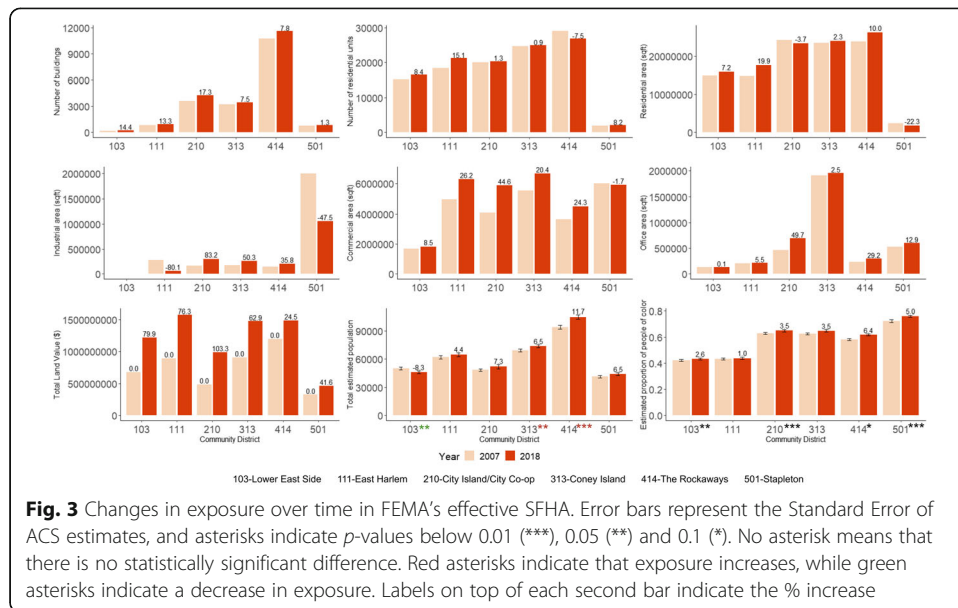 Number of buildings
12000
9000
6000
3000
0
14.4 13.3 17.3 7.5 7.8 1.3
103 111 210 313 414 501
Number of residential units
30000
20000
10000
0
8.4 15.1 1.3 0.9 -7.5 8.2
103 111 210 313 414 501
Residential area (sqft)
30000000
20000000
10000000
0
7.2 19.9 -3.7 2.3 10.0 -22.3
103 111 210 313 414 501
Industrial area (sqft)
2000000
1500000
1000000
500000
0
-80.1 83.2 50.3 35.8 -47.5
103 111 210 313 414 501
Commercial area (sqft)
6000000
4000000
2000000
0
8.5 26.2 44.6 20.4 24.3 -1.7
103 111 210 313 414 501
Office area (sqft)
2000000
1500000
1000000
500000
0
0.1 5.5 49.7 2.5 29.2 12.9
103 111 210 313 414 501
Total Land Value ($)
1500000000
1000000000
500000000
0
0.0 79.9 0.0 76.3 0.0 103.3 0.0 62.9 0.0 24.5 0.0 41.6
103 111 210 313 414 501
Community District
Total estimated population
90000
60000
30000
0
-8.3 4.4 7.3 6.5 11.7 6.5
103** 111 210 313** 414*** 501
Community District
Estimated proportion of people of color
0.8
0.6
0.4
0.2
0.0
2.6 1.0 3.5 3.5 6.4 5.0
103** 111 210*** 313 414* 501***
Community District
Year 2007 2018
103-Lower East Side 111-East Harlem 210-City Island/City Co-op 313-Coney Island 414-The Rockaways 501-Stapleton
Fig. 3 Changes in exposure over time in FEMA's effective SFHA. Error bars represent the Standard Error of
ACS estimates, and asterisks indicate p-values below 0.01 (***), 0.05 (**) and 0.1 (*). No asterisk means that
there is no statistically significant difference. Red asterisks indicate that exposure increases, while green
asterisks indicate a decrease in exposure. Labels on top of each second bar indicate the % increase